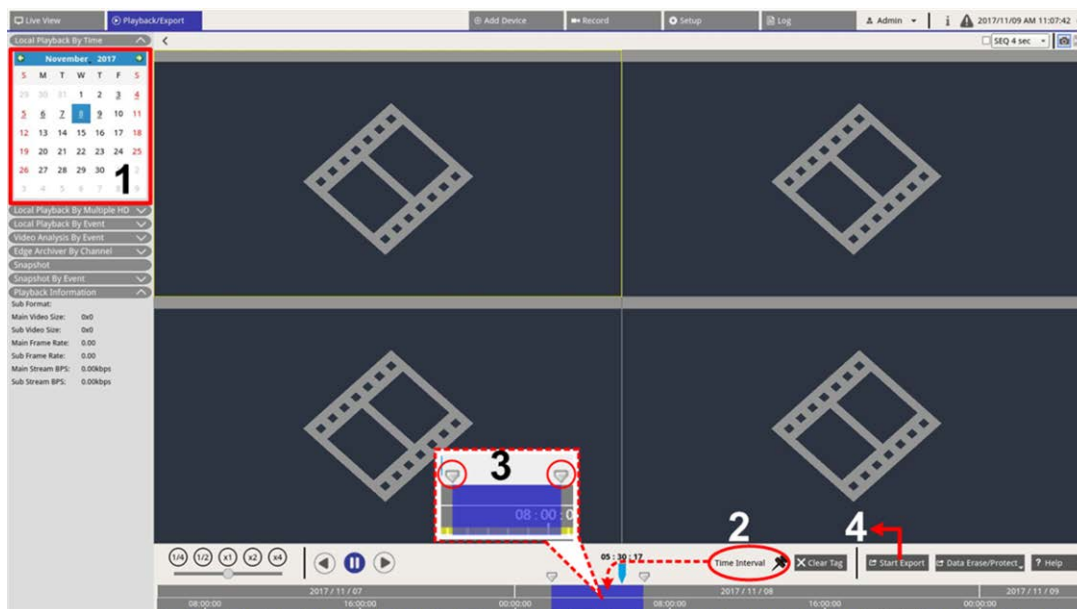 Live View Playback/Export Add Device Record Setup Log Admin i 2017/11/09 AM 11:07:42
Local Playback By Time SEQ 4 sec
November, 2017
S M T W T F S
29 30 31 1 2 3 4
5 6 7 8 9 10 11
12 13 14 15 16 17 18
19 20 21 22 23 24 25
26 27 28 29 30 2
3 4 5 6 7 8 9
1
Local Playback By Multiple HD
Local Playback By Event
Video Analysis By Event
Edge Archiver By Channel
Snapshot
Snapshot By Event
Playback Information
Sub Format:
Main Video Size: 0x0
Sub Video Size: 0x0
Main Frame Rate: 0.00
Sub Frame Rate: 0.00
Main Stream BPS: 0.00kbps
Sub Stream BPS: 0.00kbps
3
08:00:0
2 4
1/4 1/2 x1 x2 x4 05:30:17 Time Interval Clear Tag Start Export Data Erase/Protect ? Help
2017/11/07 2017/11/08 2017/11/09
08:00:00 16:00:00 00:00:00 08:00:00 16:00:00 00:00:00